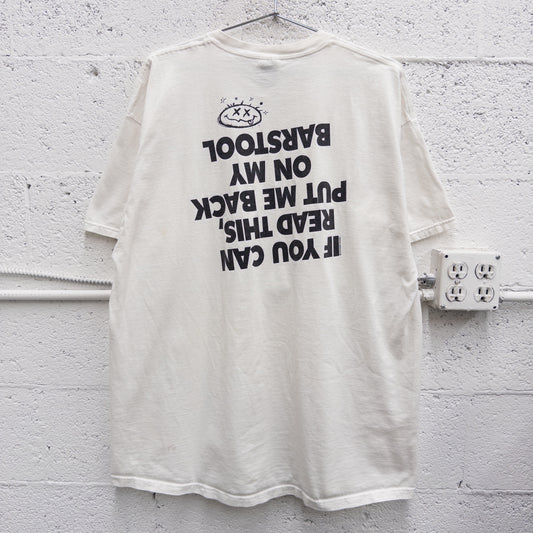 IF YOU CAN
READ THIS,
PUT ME BACK
ON MY
BARSTOOL